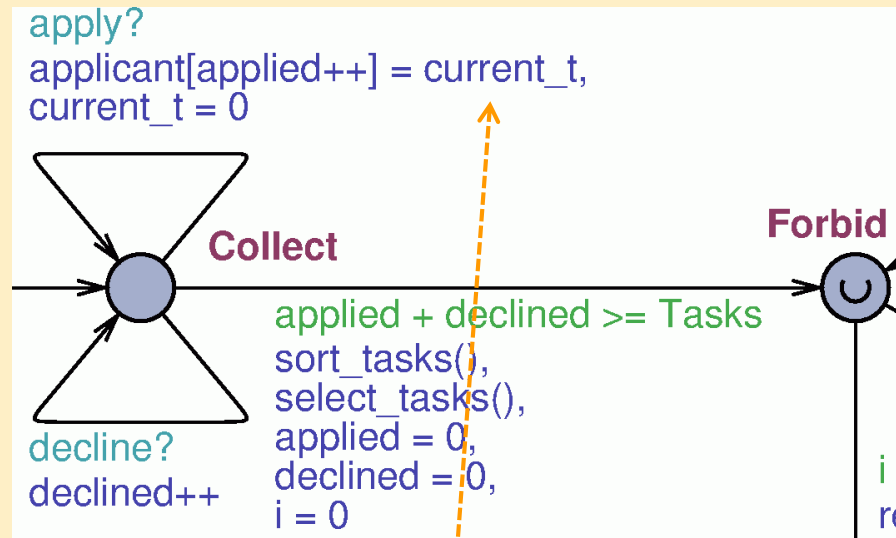 apply?
applicant[applied++] = current_t,
current_t = 0
Collect
Forbid
applied + declined >= Tasks
sort_tasks(),
select_tasks(),
applied = 0,
declined = 0,
i = 0
decline?
declined++
i